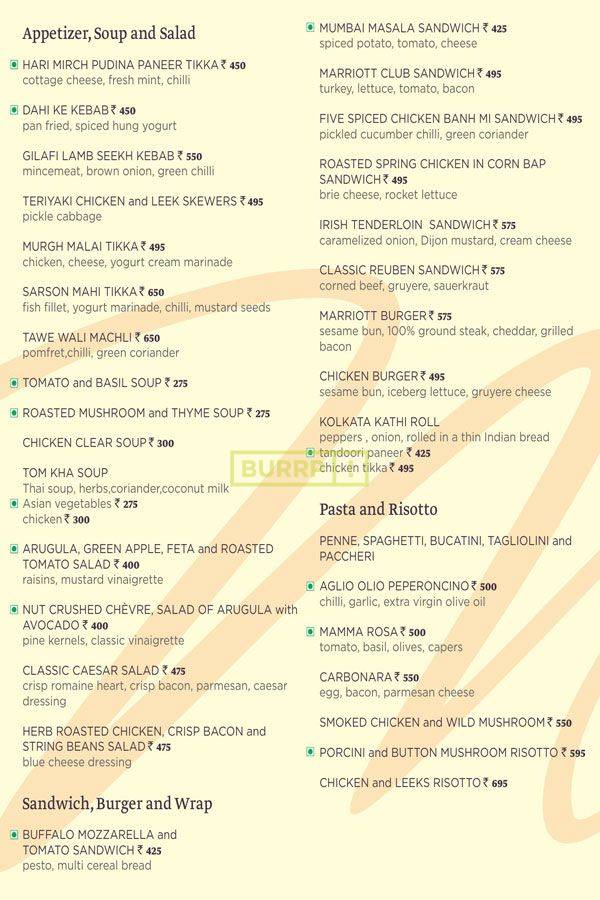 Appetizer, Soup and Salad
HARI MIRCH PUDINA PANEER TIKKA ₹ 450
cottage cheese, fresh mint, chilli
DAHI KE KEBAB ₹ 450
pan fried, spiced hung yogurt
GILAFI LAMB SEEKH KEBAB ₹ 550
mincemeat, brown onion, green chilli
TERIYAKI CHICKEN and LEEK SKEWERS ₹ 495
pickle cabbage
MURGH MALAI TIKKA ₹ 495
chicken, cheese, yogurt cream marinade
SARSON MAHI TIKKA ₹ 650
fish fillet, yogurt marinade, chilli, mustard seeds
TAWE WALI MACHLI ₹ 650
pomfret,chilli, green coriander
TOMATO and BASIL SOUP ₹ 275
ROASTED MUSHROOM and THYME SOUP ₹ 275
CHICKEN CLEAR SOUP ₹ 300
TOM KHA SOUP
Thai soup, herbs,coriander,coconut milk
Asian vegetables ₹ 275
chicken ₹ 300
ARUGULA, GREEN APPLE, FETA and ROASTED
TOMATO SALAD ₹ 400
raisins, mustard vinaigrette
NUT CRUSHED CHÈVRE, SALAD OF ARUGULA with
AVOCADO ₹ 400
pine kernels, classic vinaigrette
CLASSIC CAESAR SALAD ₹ 475
crisp romaine heart, crisp bacon, parmesan, caesar
dressing
HERB ROASTED CHICKEN, CRISP BACON and
STRING BEANS SALAD ₹ 475
blue cheese dressing
Sandwich, Burger and Wrap
BUFFALO MOZZARELLA and
TOMATO SANDWICH ₹ 425
pesto, multi cereal bread
MUMBAI MASALA SANDWICH ₹ 425
spiced potato, tomato, cheese
MARRIOTT CLUB SANDWICH ₹ 495
turkey, lettuce, tomato, bacon
FIVE SPICED CHICKEN BANH MI SANDWICH ₹ 495
pickled cucumber chilli, green coriander
ROASTED SPRING CHICKEN IN CORN BAP
SANDWICH ₹ 495
brie cheese, rocket lettuce
IRISH TENDERLOIN SANDWICH ₹ 575
caramelized onion, Dijon mustard, cream cheese
CLASSIC REUBEN SANDWICH ₹ 575
corned beef, gruyere, sauerkraut
MARRIOTT BURGER ₹ 575
sesame bun, 100% ground steak, cheddar, grilled
bacon
CHICKEN BURGER ₹ 495
sesame bun, iceberg lettuce, gruyere cheese
KOLKATA KATHI ROLL
peppers , onion, rolled in a thin Indian bread
tandoori paneer ₹ 425
chicken tikka ₹ 495
BURRP
Pasta and Risotto
PENNE, SPAGHETTI, BUCATINI, TAGLIOLINI and
PACCHERI
AGLIO OLIO PEPERONCINO ₹ 500
chilli, garlic, extra virgin olive oil
MAMMA ROSA ₹ 500
tomato, basil, olives, capers
CARBONARA ₹ 550
egg, bacon, parmesan cheese
SMOKED CHICKEN and WILD MUSHROOM ₹ 550
PORCINI and BUTTON MUSHROOM RISOTTO ₹ 595
CHICKEN and LEEKS RISOTTO ₹ 695